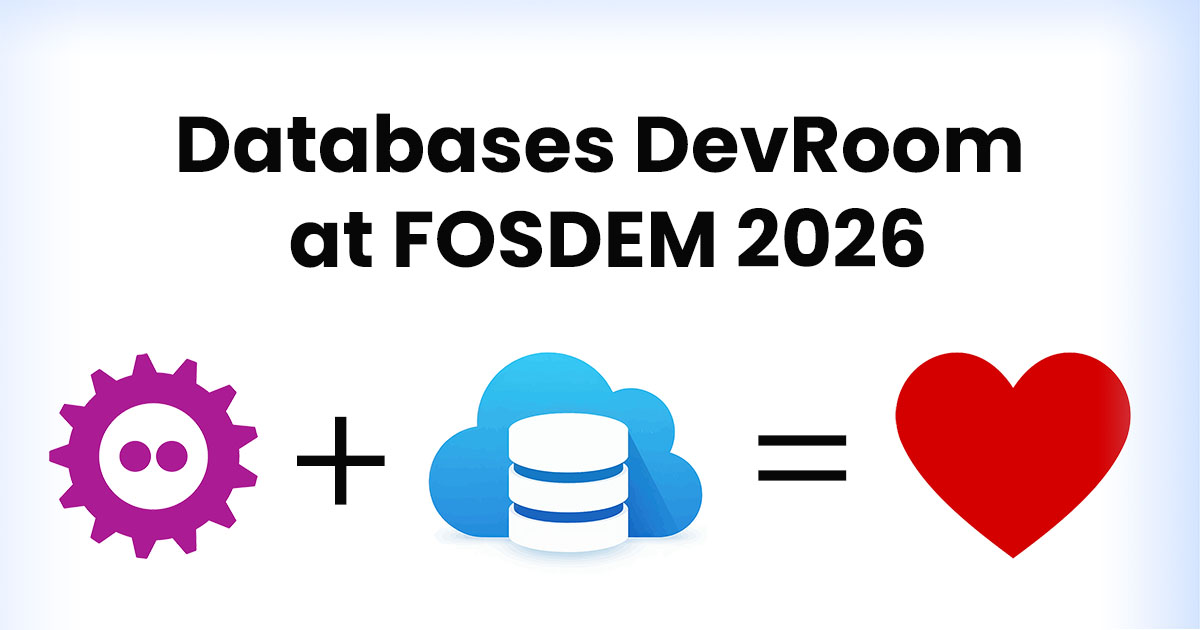 Databases DevRoom
at FOSDEM 2026
+ =